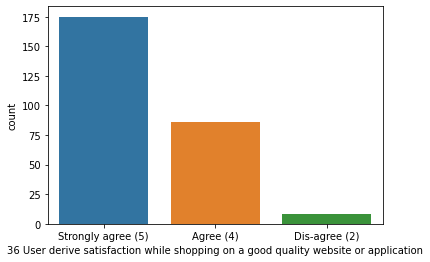 175
150
125
100
75
50
25
0
count
Strongly agree (5) Agree (4) Dis-agree (2)
36 User derive satisfaction while shopping on a good quality website or application